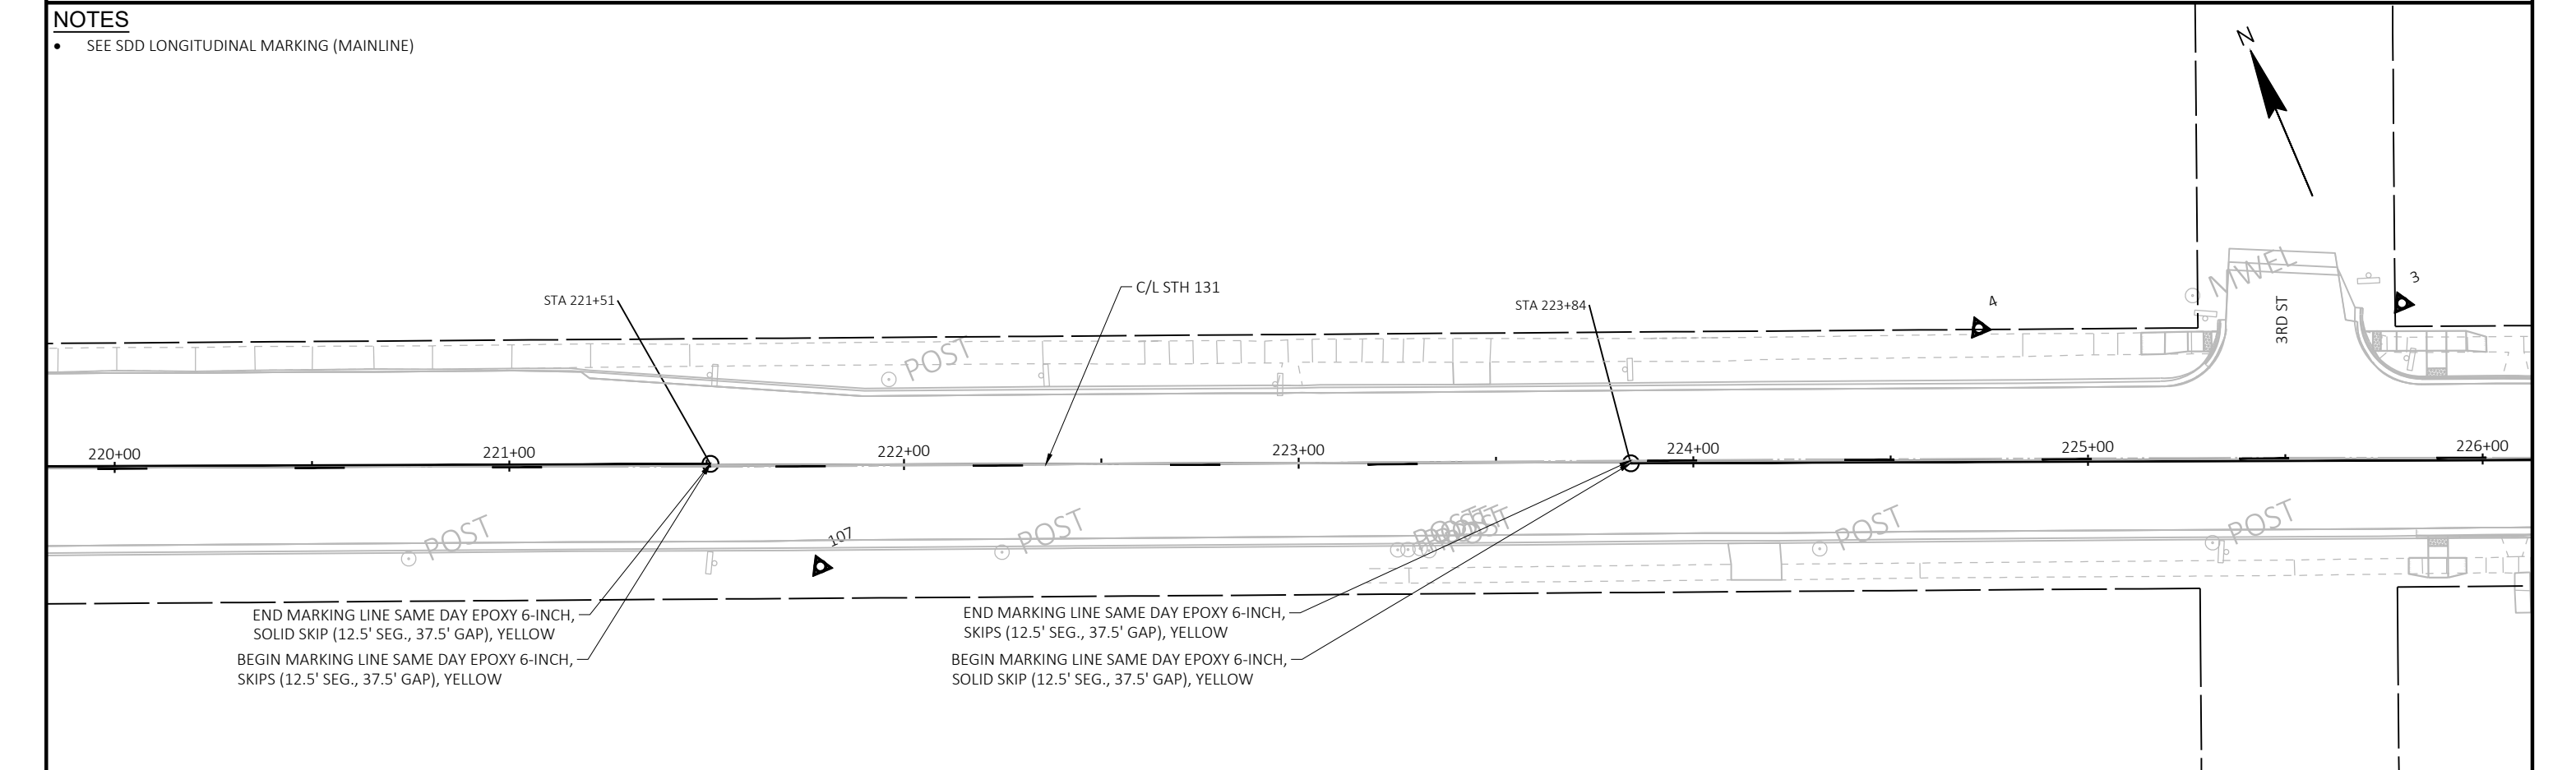 NOTES
• SEE SDD LONGITUDINAL MARKING (MAINLINE)
N
STA 221+51
C/L STH 131
STA 223+84
4
3
MWEL
3RD ST
POST
220+00
221+00
222+00
223+00
224+00
225+00
226+00
POST
107
POST
POST
POST
POST
END MARKING LINE SAME DAY EPOXY 6-INCH,
SOLID SKIP (12.5' SEG., 37.5' GAP), YELLOW
BEGIN MARKING LINE SAME DAY EPOXY 6-INCH,
SKIPS (12.5' SEG., 37.5' GAP), YELLOW
END MARKING LINE SAME DAY EPOXY 6-INCH,
SKIPS (12.5' SEG., 37.5' GAP), YELLOW
BEGIN MARKING LINE SAME DAY EPOXY 6-INCH,
SOLID SKIP (12.5' SEG., 37.5' GAP), YELLOW